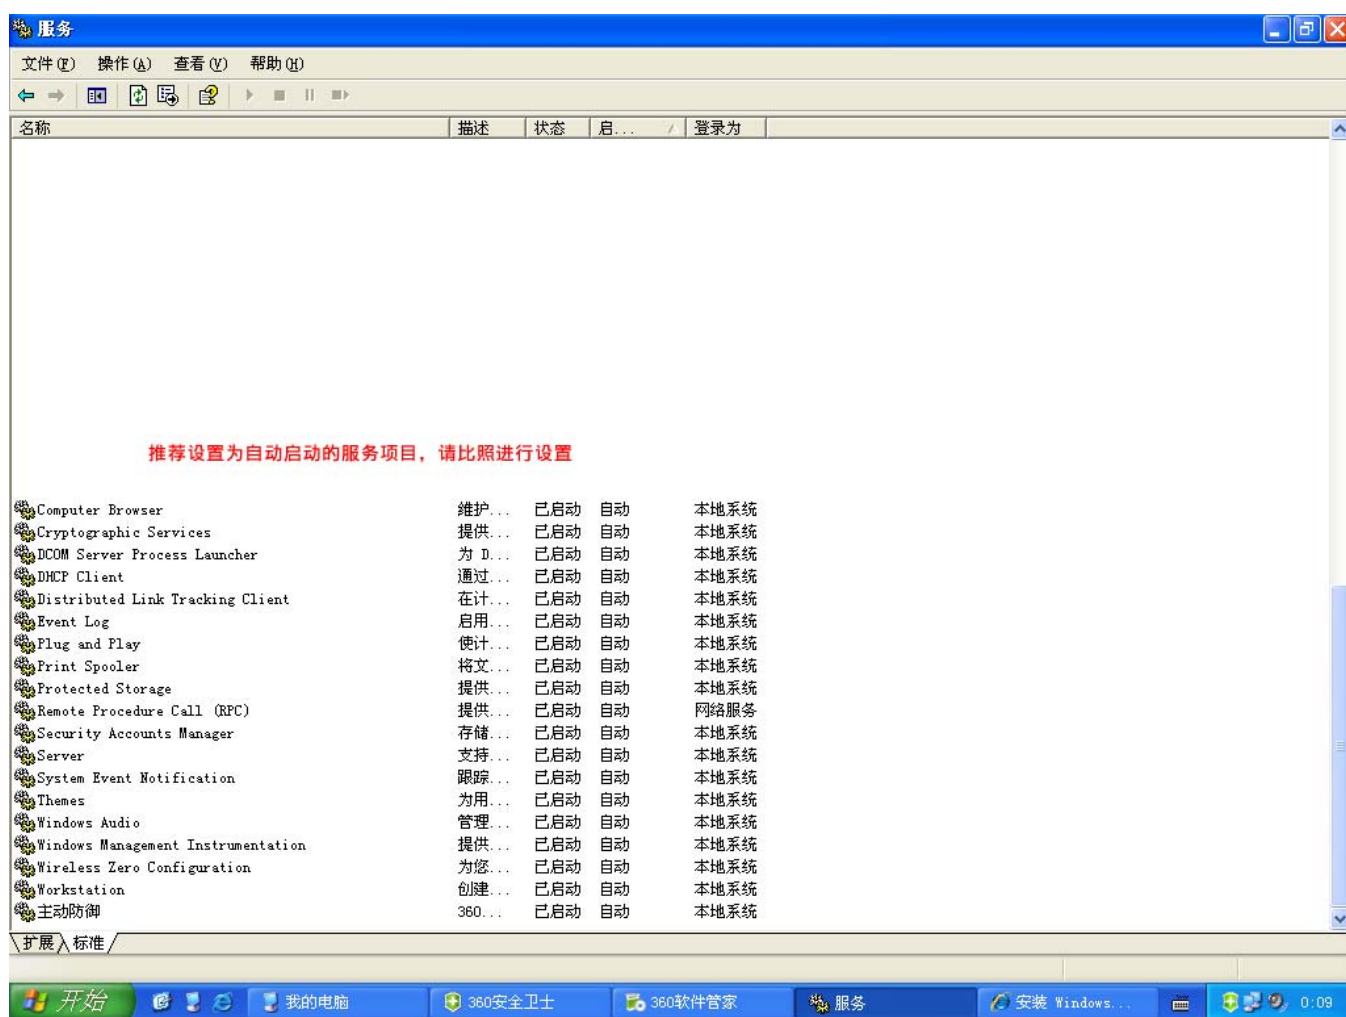 服务
文件(F) 操作(A) 查看(V) 帮助(H)
名称 描述 状态 启... 登录为
推荐设置为自动启动的服务项目，请比照进行设置
Computer Browser 维护... 已启动 自动 本地系统
Cryptographic Services 提供... 已启动 自动 本地系统
DCOM Server Process Launcher 为 D... 已启动 自动 本地系统
DHCP Client 通过... 已启动 自动 本地系统
Distributed Link Tracking Client 在计... 已启动 自动 本地系统
Event Log 启用... 已启动 自动 本地系统
Plug and Play 使计... 已启动 自动 本地系统
Print Spooler 将文... 已启动 自动 本地系统
Protected Storage 提供... 已启动 自动 本地系统
Remote Procedure Call (RPC) 提供... 已启动 自动 网络服务
Security Accounts Manager 存储... 已启动 自动 本地系统
Server 支持... 已启动 自动 本地系统
System Event Notification 跟踪... 已启动 自动 本地系统
Themes 为用... 已启动 自动 本地系统
Windows Audio 管理... 已启动 自动 本地系统
Windows Management Instrumentation 提供... 已启动 自动 本地系统
Wireless Zero Configuration 为您... 已启动 自动 本地系统
Workstation 创建... 已启动 自动 本地系统
主动防御 360... 已启动 自动 本地系统
扩展 标准
开始 我的电脑 360安全卫士 360软件管家 服务 安装 Windows... 0:09